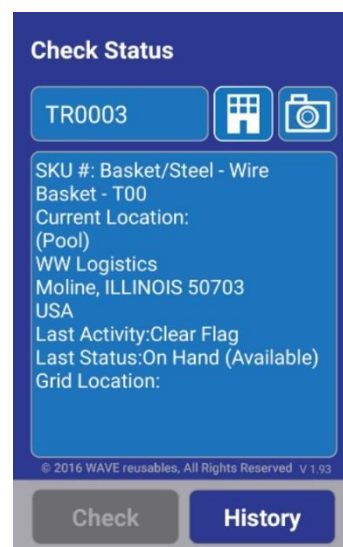 Check Status
TR0003
SKU #: Basket/Steel - Wire
Basket - T00
Current Location:
(Pool)
WW Logistics
Moline, ILLINOIS 50703
USA
Last Activity:Clear Flag
Last Status:On Hand (Available)
Grid Location:
© 2016 WAVE reusables, All Rights Reserved V 1.93
Check
History